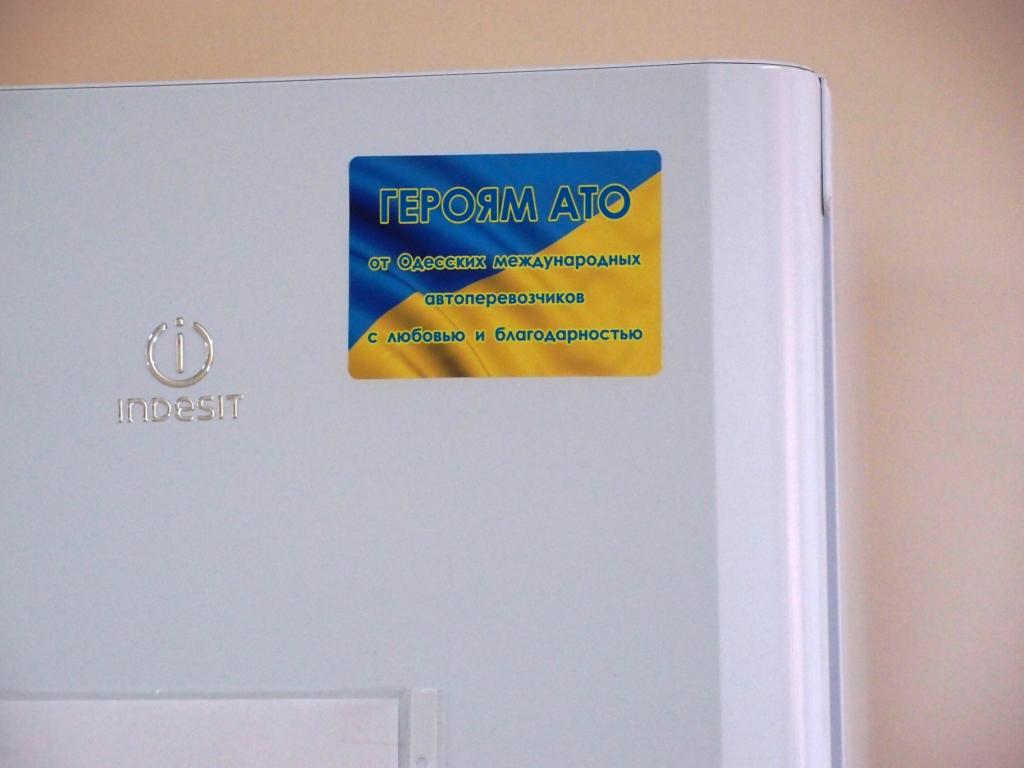 ГЕРОЯМ АТО
от Одесских международных
автоперевозчиков
с любовью и благодарностью
INDESIT